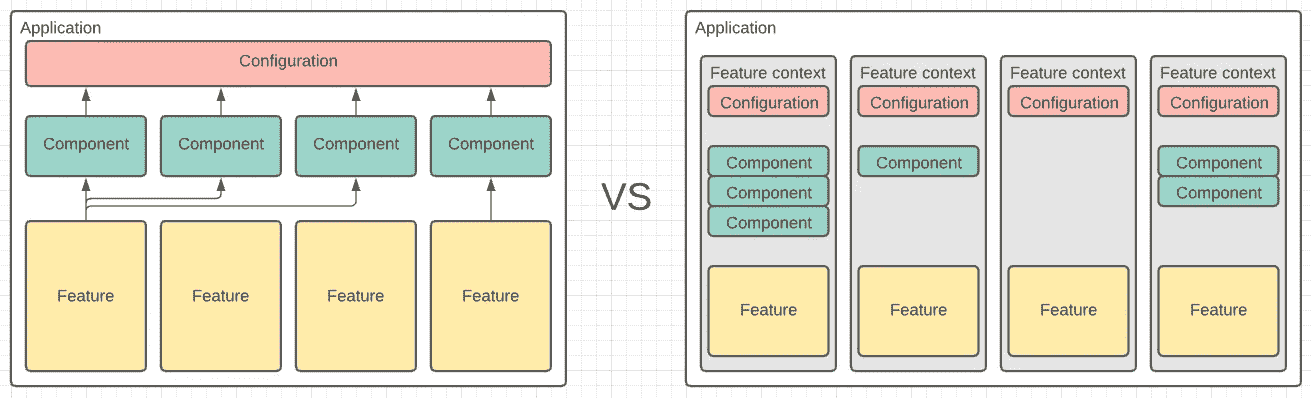 Application
Configuration
Component Component Component Component
Feature Feature Feature Feature
VS
Application
Feature context Feature context Feature context Feature context
Configuration Configuration Configuration Configuration
Component Component Component
Component Component
Component
Feature Feature Feature Feature